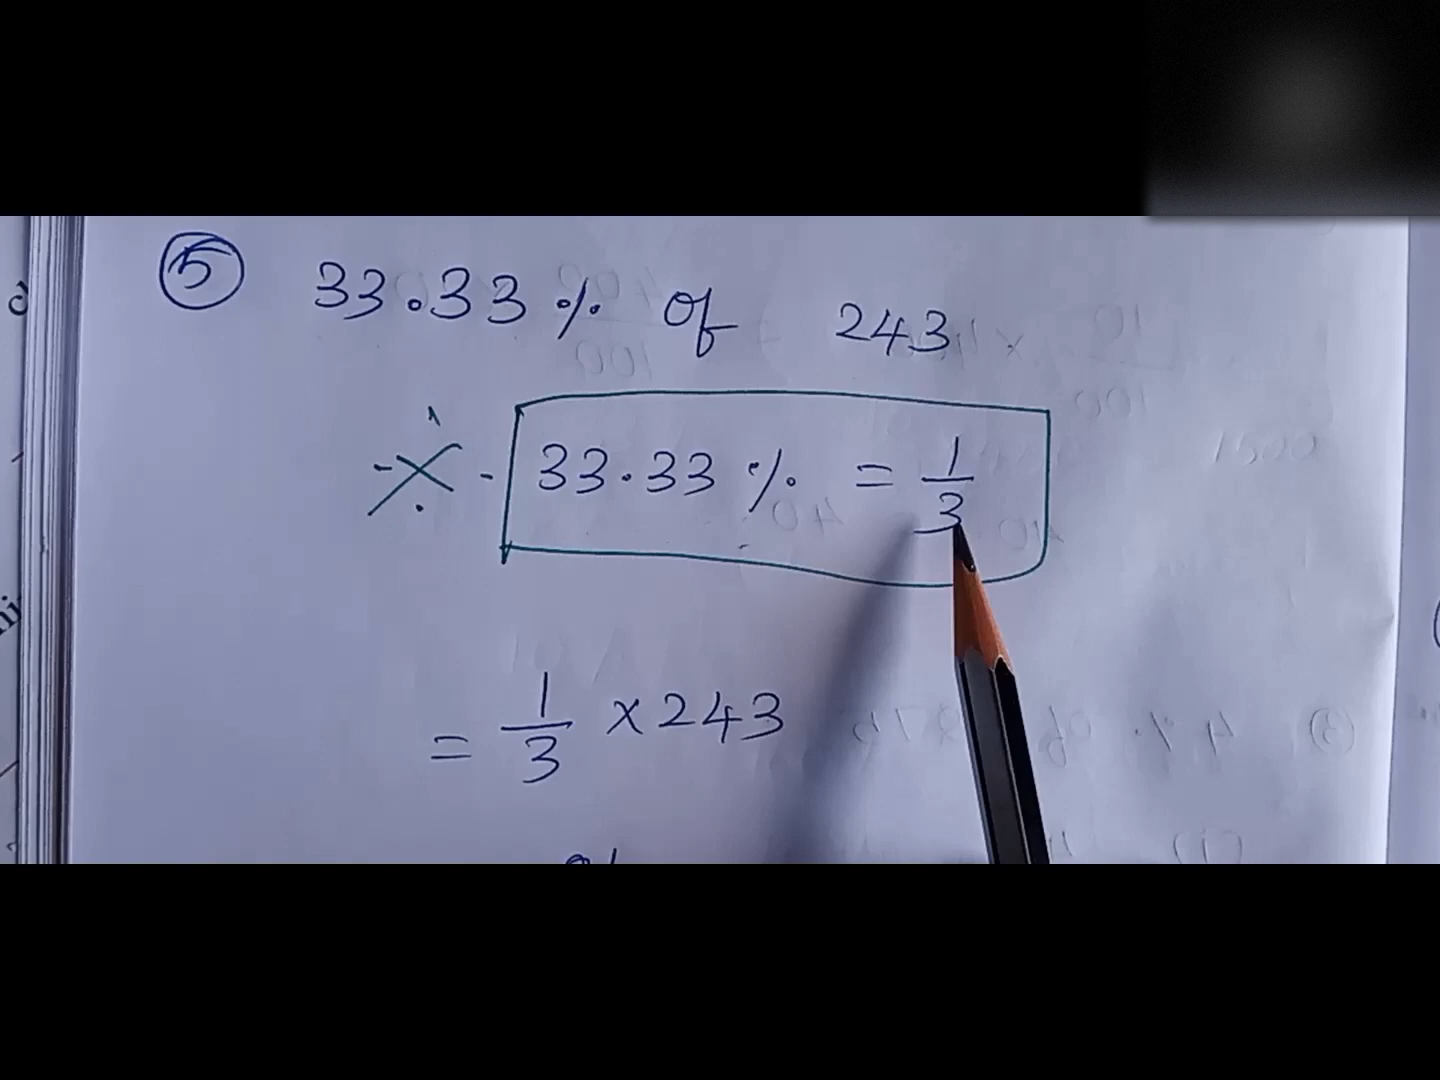 5 33.33 % of 243
33.33 % = 1/3
= 1/3 × 243